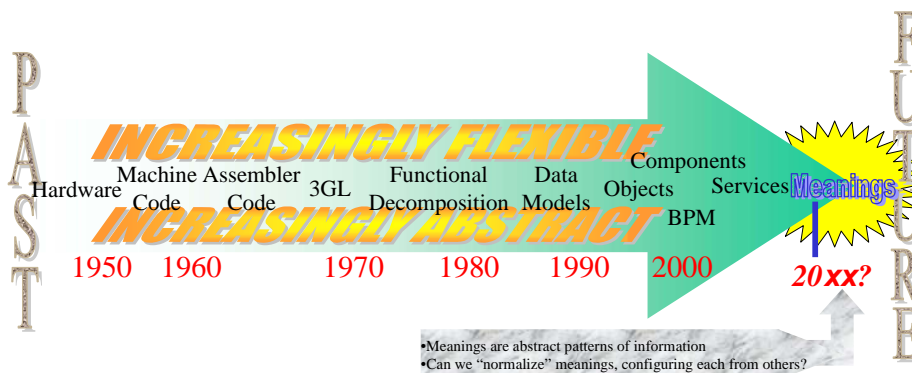 PAST
INCREASINGLY FLEXIBLE
Hardware
Machine
Code
Assembler
Code
3GL
Functional
Decomposition
Data
Models
Objects
Components
BPM
Services
Meanings
INCREASINGLY ABSTRACT
1950 1960 1970 1980 1990 2000
20xx?
FUTURE
•Meanings are abstract patterns of information
•Can we “normalize” meanings, configuring each from others?